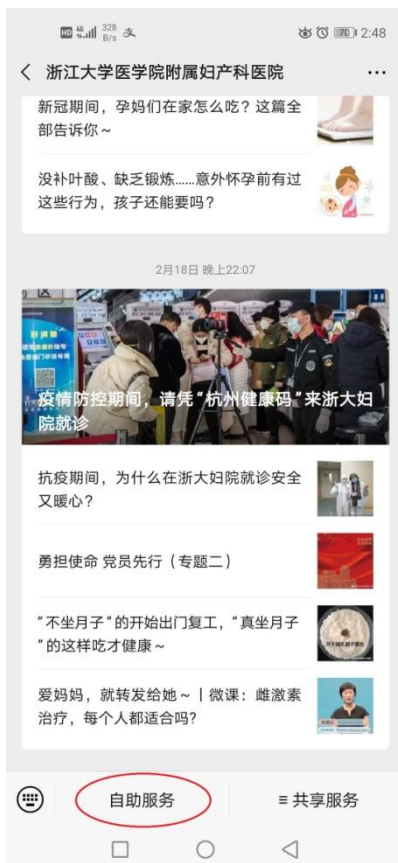 HD 4G 328 B/s 支 2:48
浙江大学医学院附属妇产科医院
新冠期间，孕妈们在家怎么吃？这篇全
部告诉你～
没补叶酸、缺乏锻炼……意外怀孕前有过
这些行为，孩子还能要吗？
2月18日 晚上22:07
疫情防控期间，请凭“杭州健康码”来浙大妇
院就诊
抗疫期间，为什么在浙大妇院就诊安全
又暖心？
勇担使命 党员先行（专题二）
“不坐月子”的开始出门复工，“真坐月子
”的这样吃才健康～
爱妈妈，就转发给她～丨微课：雌激素
治疗，每个人都适合吗？
自助服务
≡ 共享服务